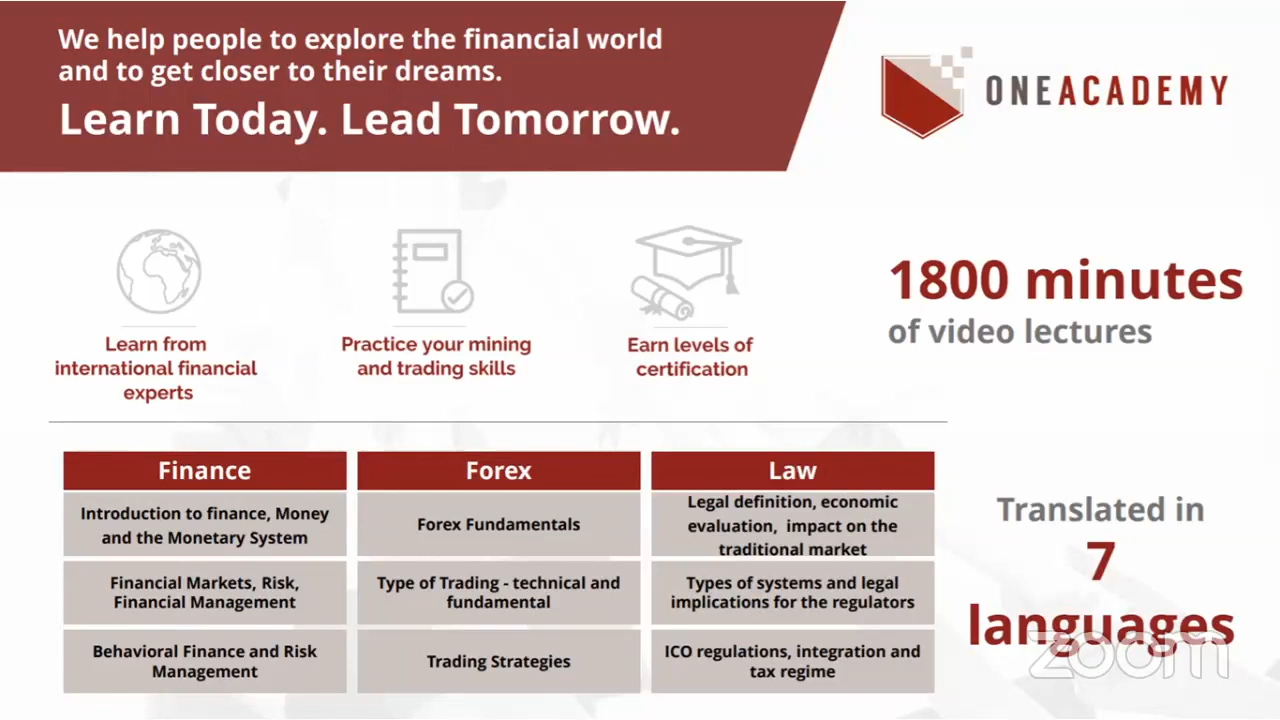 We help people to explore the financial world
and to get closer to their dreams.
Learn Today. Lead Tomorrow.
ONEACADEMY
Learn from
international financial
experts
Practice your mining
and trading skills
Earn levels of
certification
1800 minutes
of video lectures
Finance
Introduction to finance, Money
and the Monetary System
Financial Markets, Risk,
Financial Management
Behavioral Finance and Risk
Management
Forex
Forex Fundamentals
Type of Trading - technical and
fundamental
Trading Strategies
Law
Legal definition, economic
evaluation, impact on the
traditional market
Types of systems and legal
implications for the regulators
ICO regulations, integration and
tax regime
Translated in
7
languages
zoom